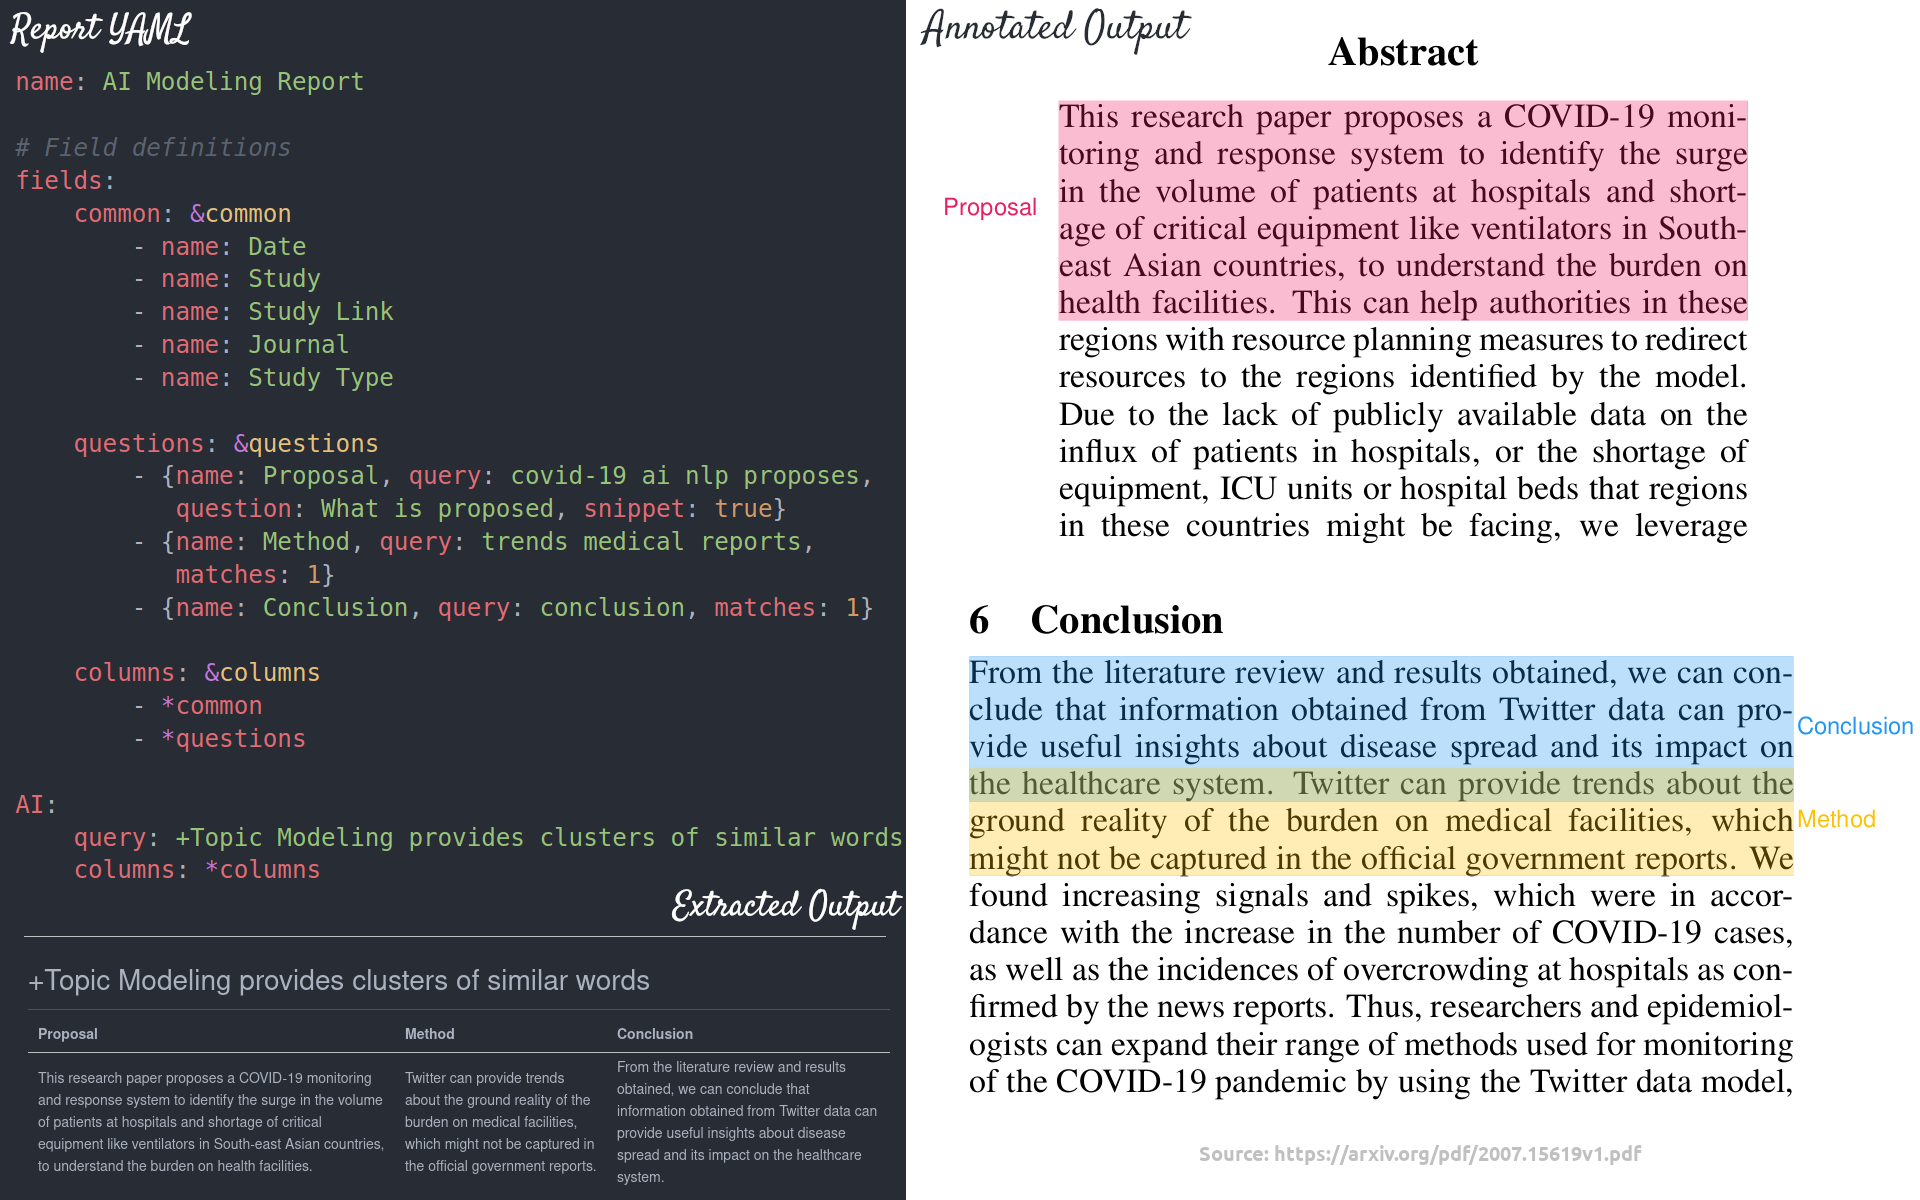 Report YAML
name: AI Modeling Report
# Field definitions
fields:
common: &common
- name: Date
- name: Study
- name: Study Link
- name: Journal
- name: Study Type
questions: &questions
- {name: Proposal, query: covid-19 ai nlp proposes,
question: What is proposed, snippet: true}
- {name: Method, query: trends medical reports,
matches: 1}
- {name: Conclusion, query: conclusion, matches: 1}
columns: &columns
- *common
- *questions
AI:
query: +Topic Modeling provides clusters of similar words
columns: *columns
Extracted Output
+Topic Modeling provides clusters of similar words
Proposal
This research paper proposes a COVID-19 monitoring
and response system to identify the surge in the volume
of patients at hospitals and shortage of critical
equipment like ventilators in South-east Asian countries,
to understand the burden on health facilities.
Method
Twitter can provide trends
about the ground reality of the
burden on medical facilities,
which might not be captured in
the official government reports.
Conclusion
From the literature review and results
obtained, we can conclude that
information obtained from Twitter data can
provide useful insights about disease
spread and its impact on the healthcare
system.
Annotated Output
Abstract
Proposal
This research paper proposes a COVID-19 moni-
toring and response system to identify the surge
in the volume of patients at hospitals and short-
age of critical equipment like ventilators in South-
east Asian countries, to understand the burden on
health facilities. This can help authorities in these
regions with resource planning measures to redirect
resources to the regions identified by the model.
Due to the lack of publicly available data on the
influx of patients in hospitals, or the shortage of
equipment, ICU units or hospital beds that regions
in these countries might be facing, we leverage
6 Conclusion
From the literature review and results obtained, we can con-
clude that information obtained from Twitter data can pro-
vide useful insights about disease spread and its impact on
the healthcare system. Twitter can provide trends about the
ground reality of the burden on medical facilities, which
might not be captured in the official government reports. We
found increasing signals and spikes, which were in accor-
dance with the increase in the number of COVID-19 cases,
as well as the incidences of overcrowding at hospitals as con-
firmed by the news reports. Thus, researchers and epidemiol-
ogists can expand their range of methods used for monitoring
of the COVID-19 pandemic by using the Twitter data model,
Conclusion
Method
Source: https://arxiv.org/pdf/2007.15619v1.pdf